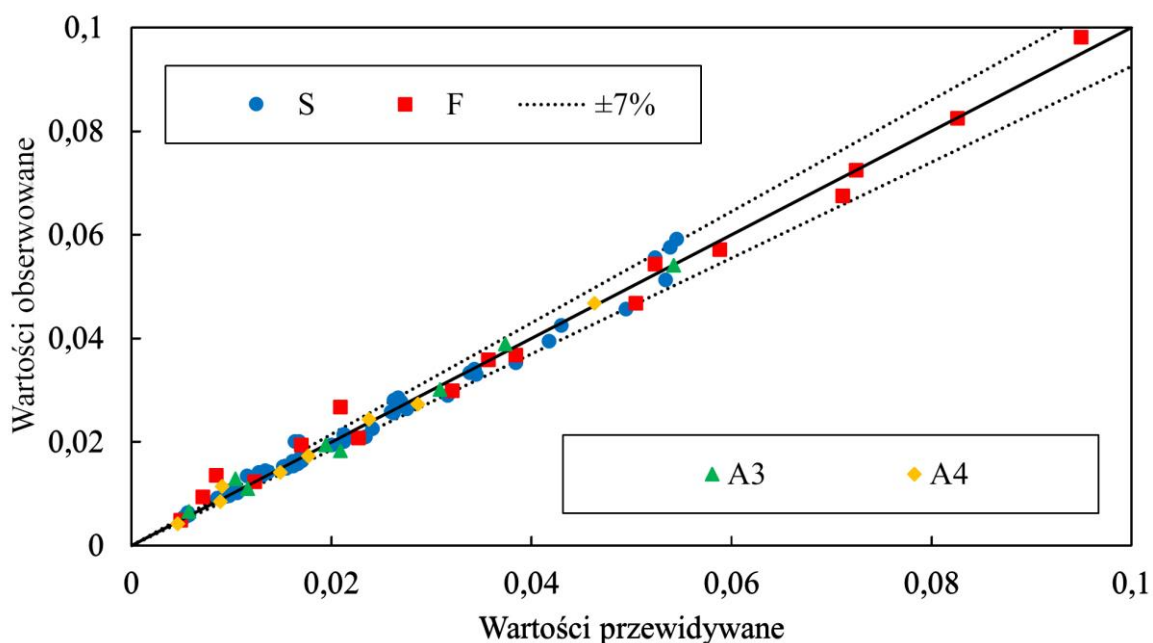 0,1
S F ±7%
0,08
0,06
0,04
0,02
A3 A4
0
0 0,02 0,04 0,06 0,08 0,1
Wartości obserwowane
Wartości przewidywane